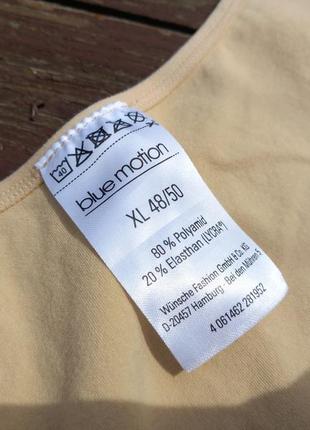 40
blue motion
XL 48/50
80 % Polyamid
20 % Elasthan (LYCRA®)
Wünsche Fashion GmbH & Co. KG
D-20457 Hamburg Bei den Mühren 5
4 061462 281952